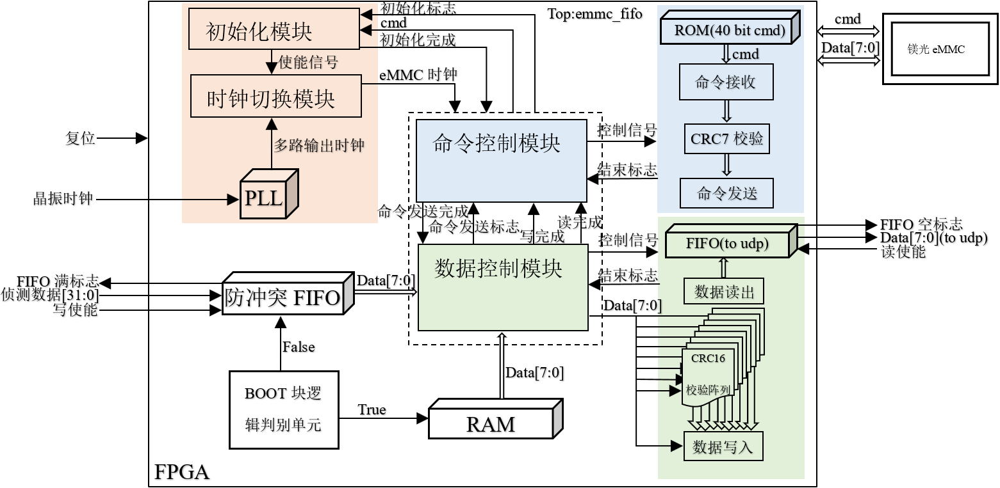 初始化标志
Top:emmc_fifo
cmd
初始化模块
初始化完成
ROM(40 bit cmd)
cmd
Data[7:0]
镁光 eMMC
cmd
使能信号
eMMC 时钟
命令接收
时钟切换模块
复位
多路输出时钟
命令控制模块
控制信号
CRC7 校验
结束标志
命令发送
晶振时钟
PLL
命令发送完成
命令发送标志
写完成
读完成
控制信号
FIFO(to udp)
FIFO 空标志
Data[7:0](to udp)
读使能
数据控制模块
结束标志
数据读出
FIFO 满标志
侦测数据[31:0]
写使能
防冲突 FIFO
Data[7:0]
Data[7:0]
False
CRC16
校验阵列
Data[7:0]
BOOT 块逻
辑判别单元
True
RAM
数据写入
FPGA